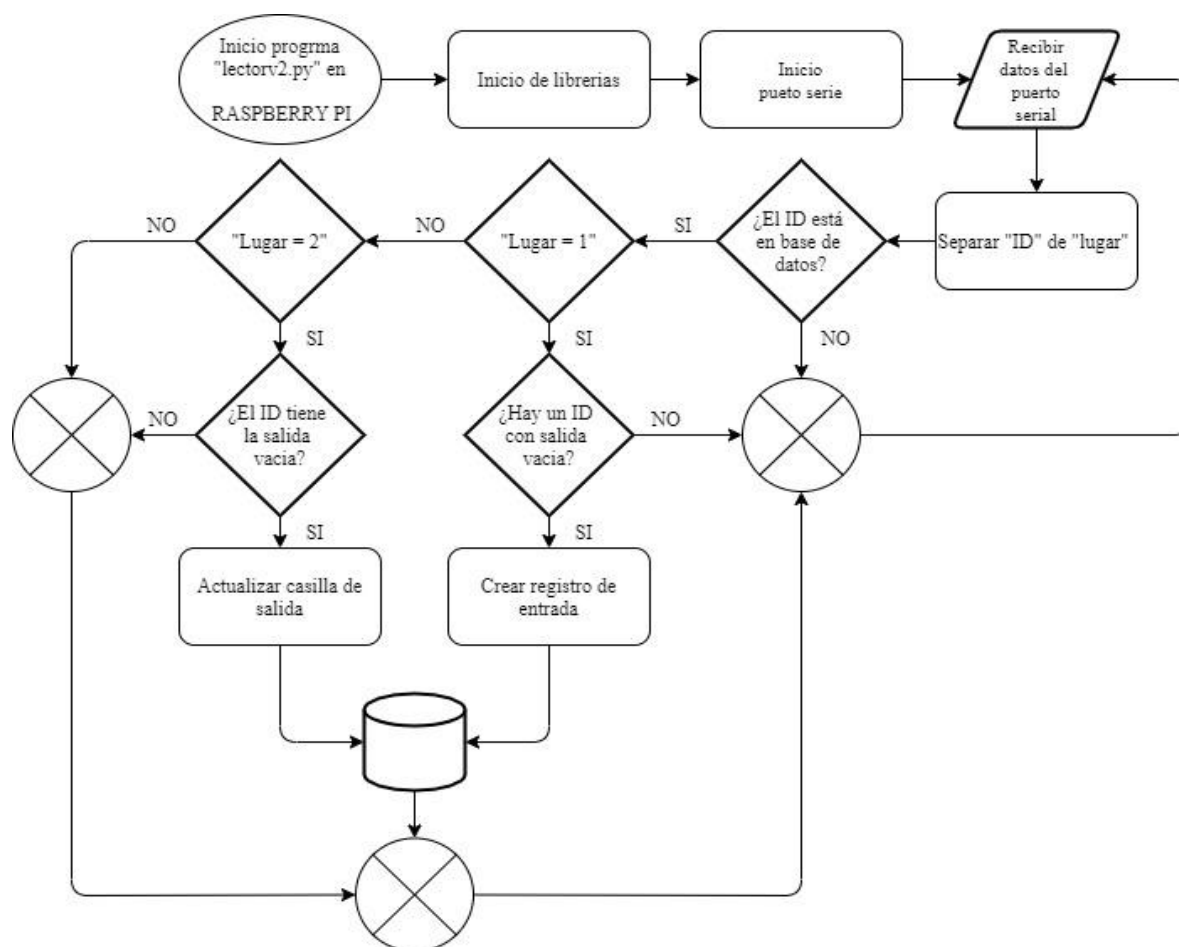 Inicio progrma
"lectorv2.py" en
RASPBERRY PI
Inicio de librerias
Inicio
pueto serie
Recibir
datos del
puerto
serial
Separar "ID" de "lugar"
¿El ID está
en base de
datos?
SI
NO
"Lugar = 1"
NO
SI
"Lugar = 2"
NO
SI
¿El ID tiene
la salida
vacia?
NO
SI
¿Hay un ID
con salida
vacia?
NO
SI
Actualizar casilla de
salida
Crear registro de
entrada